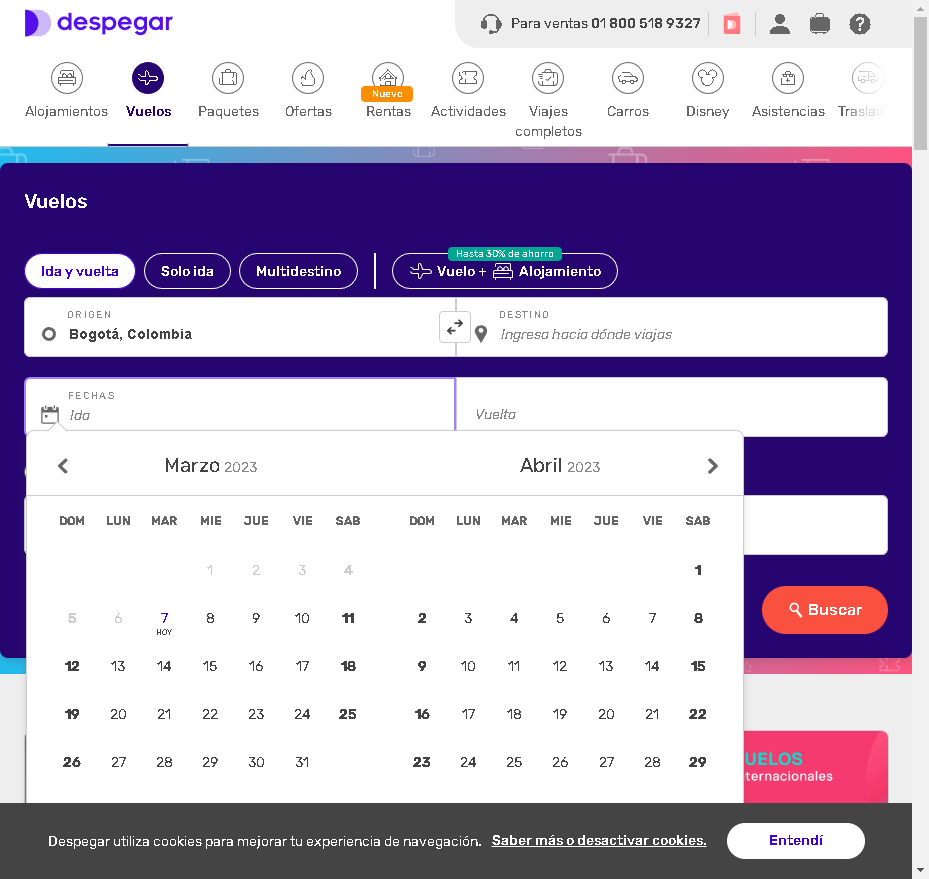 despegar
Para ventas 01 800 518 9327
Alojamientos
Vuelos
Paquetes
Ofertas
Nuevo
Rentas
Actividades
Viajes
completos
Carros
Disney
Asistencias
Traslad
Vuelos
Hasta 30% de ahorro
Ida y vuelta
Solo ida
Multidestino
Vuelo + Alojamiento
ORIGEN
Bogotá, Colombia
DESTINO
Ingresa hacia dónde viajas
FECHAS
Ida
Vuelta
Marzo 2023
Abril 2023
DOM LUN MAR MIE JUE VIE SAB
1 2 3 4
5 6 7 8 9 10 11
HOY
12 13 14 15 16 17 18
19 20 21 22 23 24 25
26 27 28 29 30 31
DOM LUN MAR MIE JUE VIE SAB
1
2 3 4 5 6 7 8
9 10 11 12 13 14 15
16 17 18 19 20 21 22
23 24 25 26 27 28 29
Buscar
UELOS
ternacionales
Despegar utiliza cookies para mejorar tu experiencia de navegación. Saber más o desactivar cookies.
Entendí